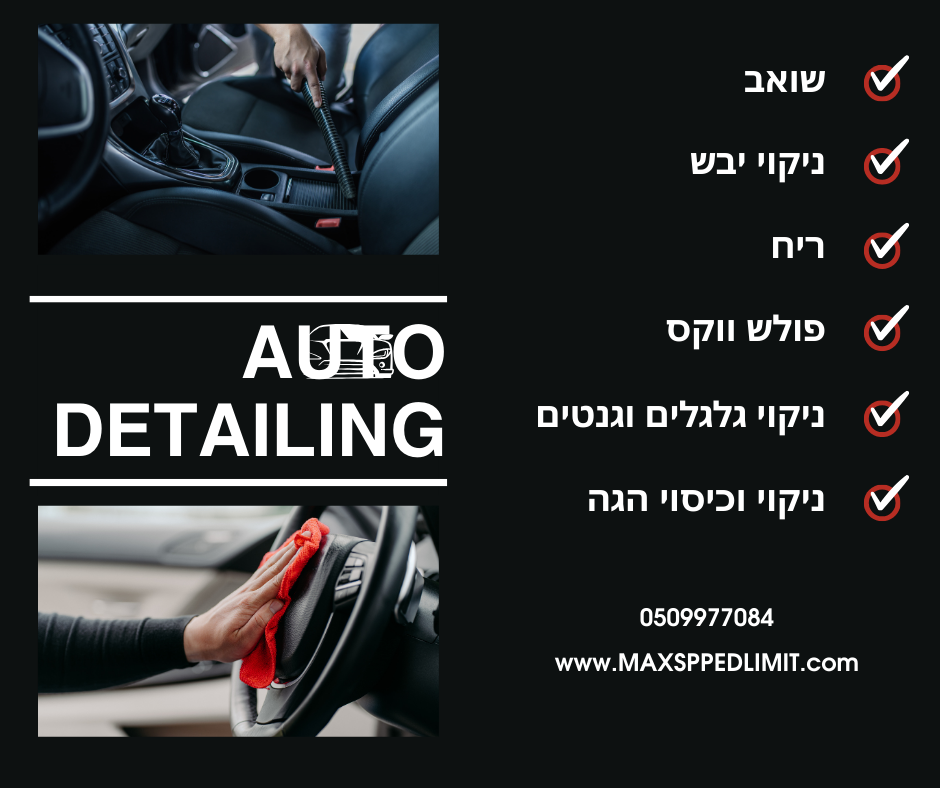 AUTO
DETAILING
שואב
ניקוי יבש
ריח
פולש ווקס
ניקוי גלגלים וגנטים
ניקוי וכיסוי הגה
0509977084
www.MAXSPPEDLIMIT.com